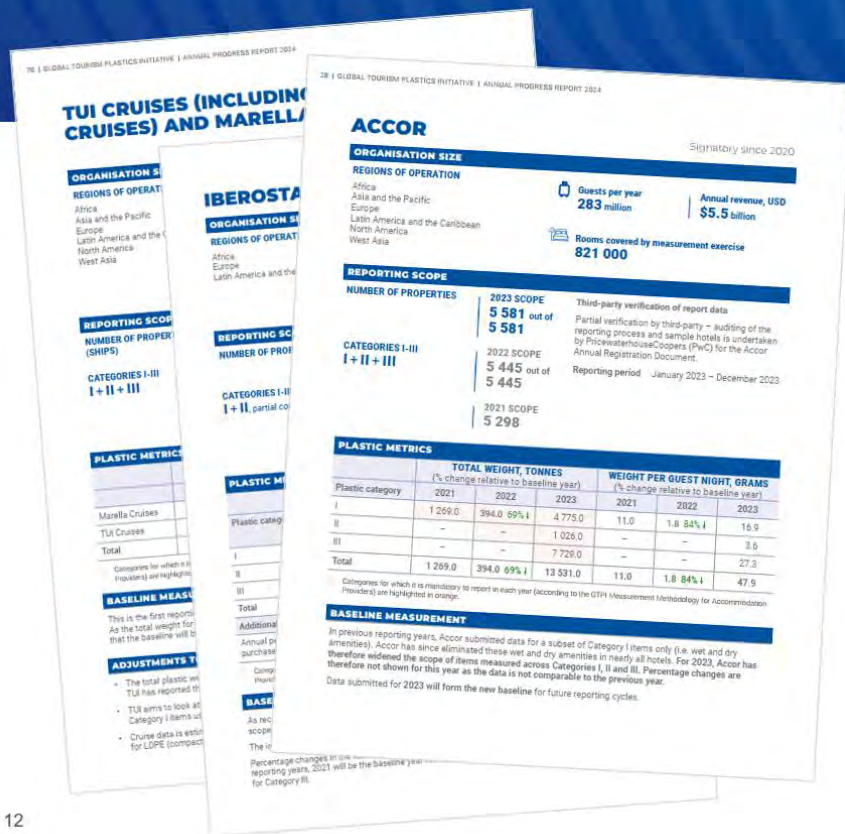 76 | GLOBAL TOURISM PLASTICS INITIATIVE | ANNUAL PROGRESS REPORT 2024
TUI CRUISES (INCLUDING
CRUISES) AND MARELLA
ORGANISATION S
REGIONS OF OPERAT
Africa
Asia and the Pacific
Europe
Latin America and the C
North America
West Asia
REPORTING SCOP
NUMBER OF PROPER
(SHIPS)
CATEGORIES I-III
I + II + III
PLASTIC METRICS
Marella Cruises
TUI Cruises
Total
Categories for which it is
Providers) are highlighte
BASELINE MEASU
This is the first reporti
As the total weight for
that the baseline will b
ADJUSTMENTS T
• The total plastic we
TUI has reported th
• TUI aims to look at
Category I items us
• Cruise data is estim
for LDPE (compact
IBEROSTA
ORGANISATION SI
REGIONS OF OPERAT
Africa
Europe
Latin America and the
REPORTING SC
NUMBER OF PROP
CATEGORIES I-III
I + II, partial co
PLASTIC M
Plastic categ
I
II
III
Total
Additiona
Annual p
purchase
Categ
Provid
BASE
As rec
scope
The in
Percentage changes in the
reporting years, 2021 will be the baseline year
for Category III.
28 | GLOBAL TOURISM PLASTICS INITIATIVE | ANNUAL PROGRESS REPORT 2024
ACCOR
Signatory since 2020
ORGANISATION SIZE
REGIONS OF OPERATION
Africa
Asia and the Pacific
Europe
Latin America and the Caribbean
North America
West Asia
Guests per year
283 million
Annual revenue, USD
$5.5 billion
Rooms covered by measurement exercise
821 000
REPORTING SCOPE
NUMBER OF PROPERTIES
2023 SCOPE
5 581 out of
5 581
CATEGORIES I-III
I + II + III
2022 SCOPE
5 445 out of
5 445
2021 SCOPE
5 298
Third-party verification of report data
Partial verification by third-party – auditing of the
reporting process and sample hotels is undertaken
by PricewaterhouseCoopers (PwC) for the Accor
Annual Registration Document.
Reporting period January 2023 – December 2023
PLASTIC METRICS
TOTAL WEIGHT, TONNES WEIGHT PER GUEST NIGHT, GRAMS
(% change relative to baseline year) (% change relative to baseline year)
Plastic category 2021 2022 2023 2021 2022 2023
I 1 269.0 394.0 69%↓ 4 775.0 11.0 1.8 84%↓ 16.9
II – – 1 026.0 – – 3.6
III – – 7 729.0 – – 27.3
Total 1 269.0 394.0 69%↓ 13 531.0 11.0 1.8 84%↓ 47.9
Categories for which it is mandatory to report in each year (according to the GTPI Measurement Methodology for Accommodation
Providers) are highlighted in orange.
BASELINE MEASUREMENT
In previous reporting years, Accor submitted data for a subset of Category I items only (i.e. wet and dry
amenities). Accor has since eliminated these wet and dry amenities in nearly all hotels. For 2023, Accor has
therefore widened the scope of items measured across Categories I, II and III. Percentage changes are
therefore not shown for this year as the data is not comparable to the previous year.
Data submitted for 2023 will form the new baseline for future reporting cycles.
12